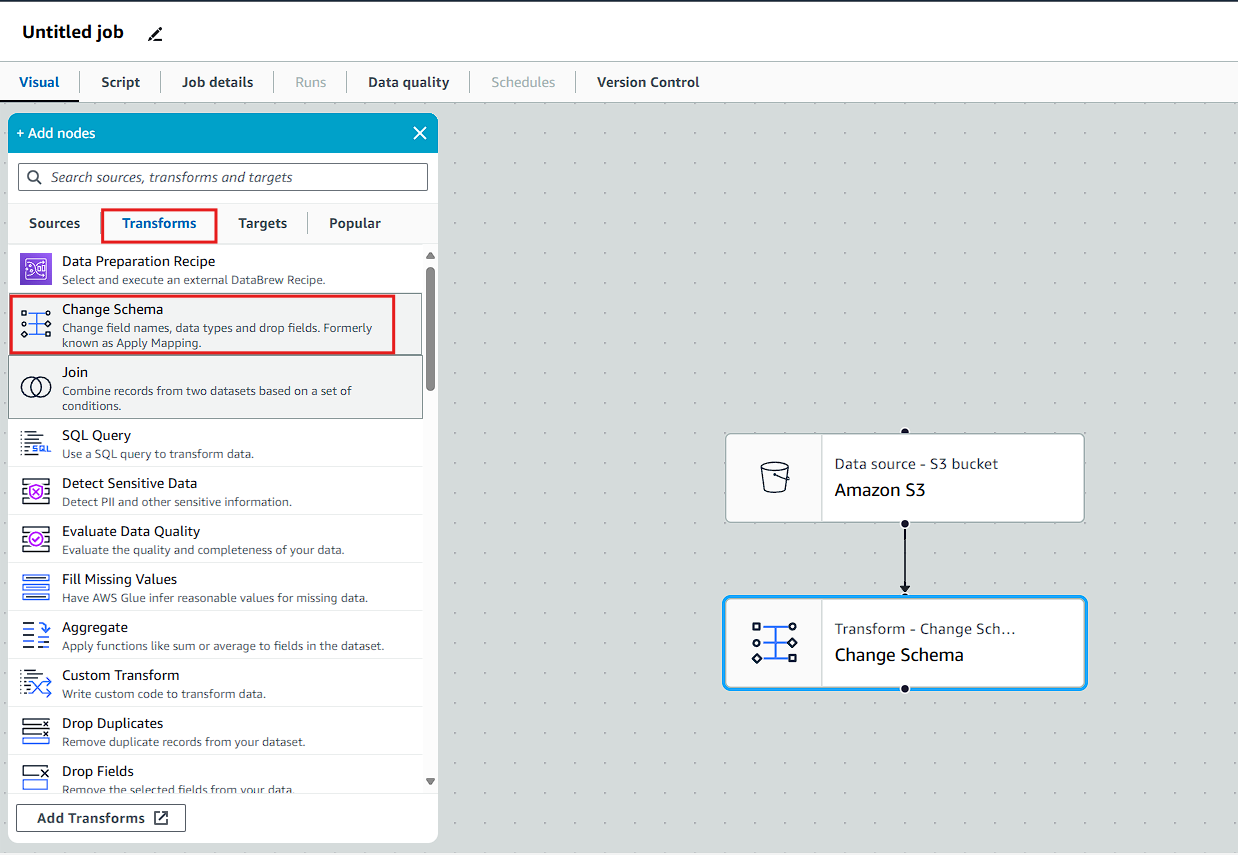 Untitled job
Visual
Script
Job details
Runs
Data quality
Schedules
Version Control
+ Add nodes
Search sources, transforms and targets
Sources
Transforms
Targets
Popular
Data Preparation Recipe
Select and execute an external DataBrew Recipe.
Change Schema
Change field names, data types and drop fields. Formerly
known as Apply Mapping.
Join
Combine records from two datasets based on a set of
conditions.
SQL Query
Use a SQL query to transform data.
SQL
Detect Sensitive Data
Detect PII and other sensitive information.
Evaluate Data Quality
Evaluate the quality and completeness of your data.
Fill Missing Values
Have AWS Glue infer reasonable values for missing data.
Aggregate
Apply functions like sum or average to fields in the dataset.
Custom Transform
Write custom code to transform data.
Drop Duplicates
Remove duplicate records from your dataset.
Drop Fields
Remove the selected fields from your data.
Add Transforms
Data source - S3 bucket
Amazon S3
Transform - Change Sch...
Change Schema